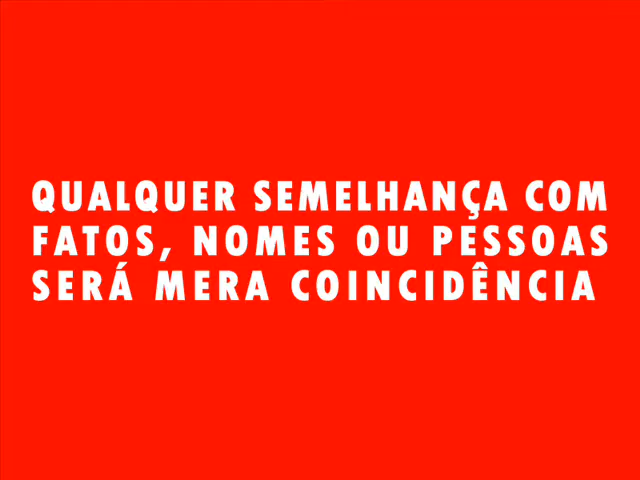 QUALQUER SEMELHANÇA COM
FATOS, NOMES OU PESSOAS
SERÁ MERA COINCIDÊNCIA